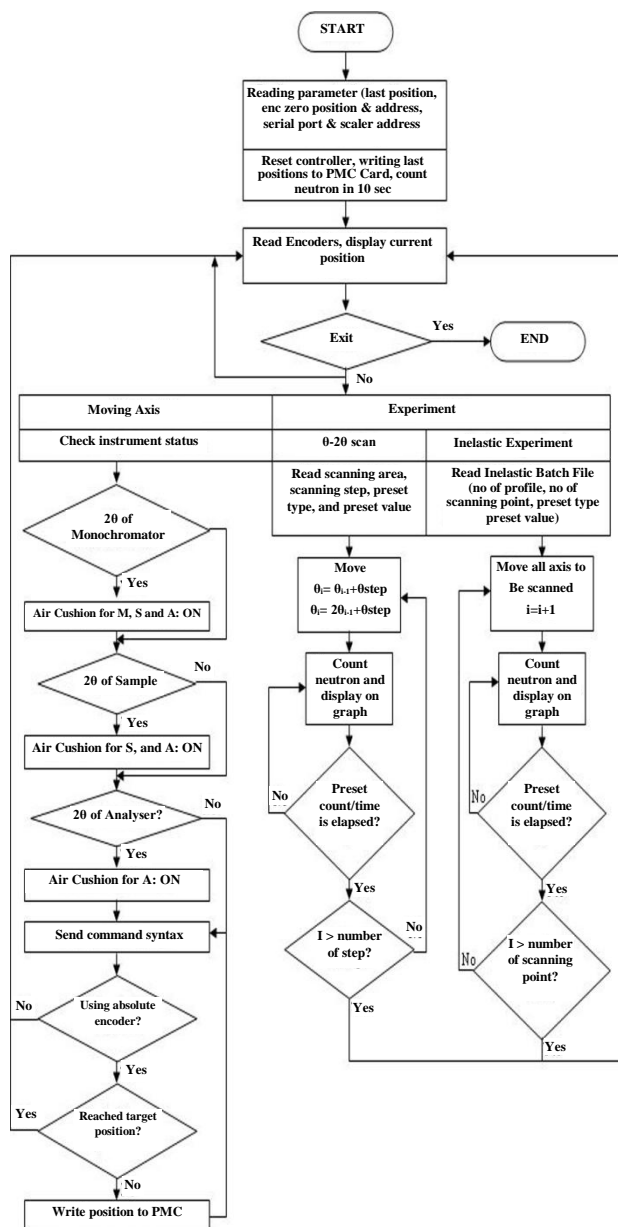 START
Reading parameter (last position,
enc zero position & address,
serial port & scaler address
Reset controller, writing last
positions to PMC Card, count
neutron in 10 sec
Read Encoders, display current
position
Exit
Yes
END
No
Moving Axis
Experiment
Check instrument status
θ-2θ scan
Inelastic Experiment
Read scanning area,
scanning step, preset
type, and preset value
Read Inelastic Batch File
(no of profile, no of
scanning point, preset type
preset value)
2θ of
Monochromator
Yes
Air Cushion for M, S and A: ON
2θ of Sample
No
Yes
Air Cushion for S, and A: ON
2θ of Analyser?
No
Yes
Air Cushion for A: ON
Send command syntax
Using absolute
encoder?
No
Yes
Reached target
position?
Yes
No
Write position to PMC
Move
θi= θi-1+θstep
θi= 2θi-1+θstep
Count
neutron and
display on
graph
No
Preset
count/time
is elapsed?
Yes
I > number
of step?
No
Yes
Move all axis to
Be scanned
i=i+1
Count
neutron and
display on
graph
No
Preset
count/time
is elapsed?
Yes
I > number
of scanning
point?
No
Yes